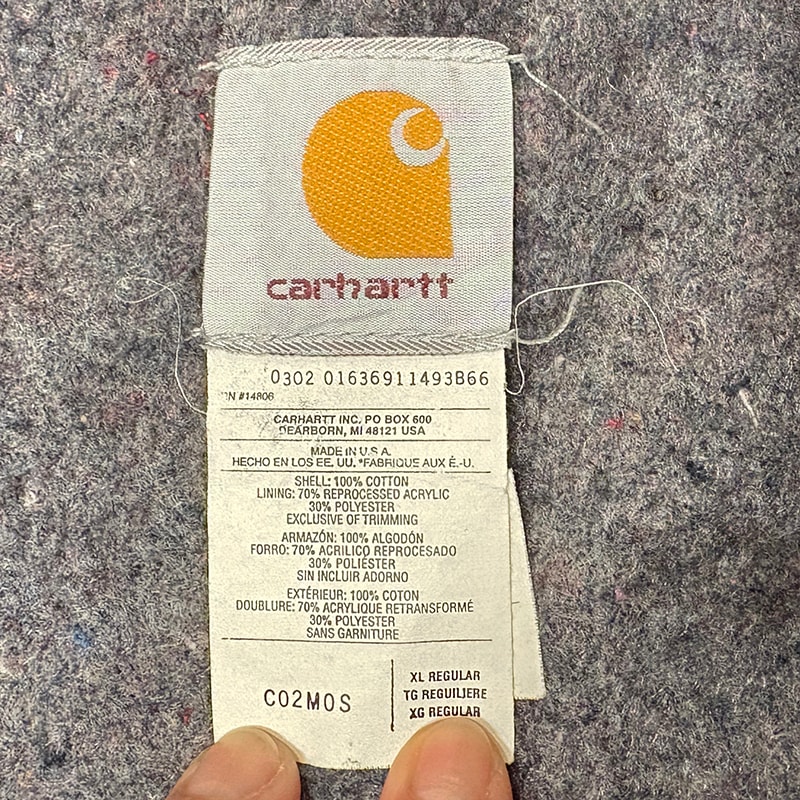 carhartt
0302 01636911493B66
RN #14806
CARHARTT INC. PO BOX 600
DEARBORN, MI 48121 USA
MADE IN U.S.A.
HECHO EN LOS EE. UU. *FABRIQUE AUX É.-U.
SHELL: 100% COTTON
LINING: 70% REPROCESSED ACRYLIC
30% POLYESTER
EXCLUSIVE OF TRIMMING
ARMAZÓN: 100% ALGODÓN
FORRO: 70% ACRILICO REPROCESADO
30% POLIÉSTER
SIN INCLUIR ADORNO
EXTÉRIEUR: 100% COTON
DOUBLURE: 70% ACRYLIQUE RETRANSFORMÉ
30% POLYESTER
SANS GARNITURE
C02MOS
XL REGULAR
TG REGUILIERE
XG REGULAR